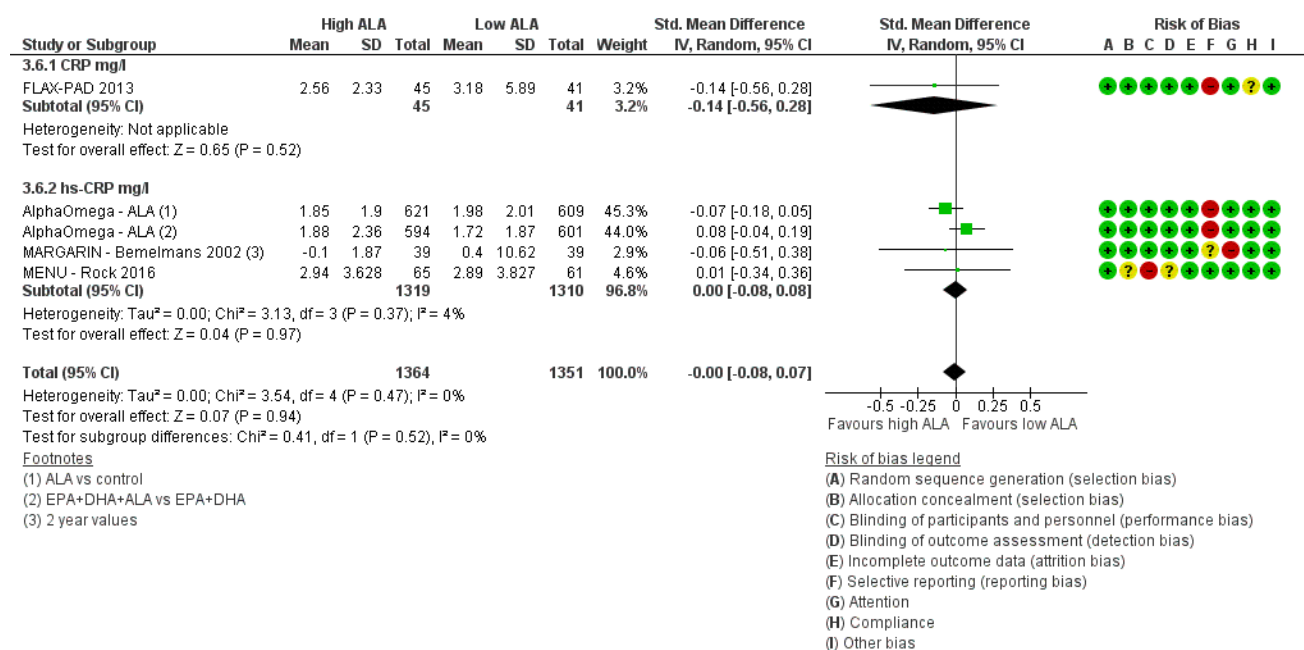 High ALA Low ALA Std. Mean Difference Std. Mean Difference Risk of Bias
Study or Subgroup Mean SD Total Mean SD Total Weight IV, Random, 95% CI IV, Random, 95% CI A B C D E F G H I
3.6.1 CRP mg/l
FLAX-PAD 2013 2.56 2.33 45 3.18 5.89 41 3.2% -0.14 [-0.56, 0.28] + + + + + - + ? +
Subtotal (95% CI) 45 41 3.2% -0.14 [-0.56, 0.28]
Heterogeneity: Not applicable
Test for overall effect: Z = 0.65 (P = 0.52)
3.6.2 hs-CRP mg/l
AlphaOmega - ALA (1) 1.85 1.9 621 1.98 2.01 609 45.3% -0.07 [-0.18, 0.05] + + + + + - + + +
AlphaOmega - ALA (2) 1.88 2.36 594 1.72 1.87 601 44.0% 0.08 [-0.04, 0.19] + + + + + - + + +
MARGARIN - Bemelmans 2002 (3) -0.1 1.87 39 0.4 10.62 39 2.9% -0.06 [-0.51, 0.38] + + + + + ? - + +
MENU - Rock 2016 2.94 3.628 65 2.89 3.827 61 4.6% 0.01 [-0.34, 0.36] + ? - ? + + + + +
Subtotal (95% CI) 1319 1310 96.8% 0.00 [-0.08, 0.08]
Heterogeneity: Tau² = 0.00; Chi² = 3.13, df = 3 (P = 0.37); I² = 4%
Test for overall effect: Z = 0.04 (P = 0.97)
Total (95% CI) 1364 1351 100.0% -0.00 [-0.08, 0.07]
Heterogeneity: Tau² = 0.00; Chi² = 3.54, df = 4 (P = 0.47); I² = 0%
Test for overall effect: Z = 0.07 (P = 0.94)
Test for subgroup differences: Chi² = 0.41, df = 1 (P = 0.52), I² = 0%
-0.5 -0.25 0 0.25 0.5
Favours high ALA Favours low ALA
Footnotes
(1) ALA vs control
(2) EPA+DHA+ALA vs EPA+DHA
(3) 2 year values
Risk of bias legend
(A) Random sequence generation (selection bias)
(B) Allocation concealment (selection bias)
(C) Blinding of participants and personnel (performance bias)
(D) Blinding of outcome assessment (detection bias)
(E) Incomplete outcome data (attrition bias)
(F) Selective reporting (reporting bias)
(G) Attention
(H) Compliance
(I) Other bias